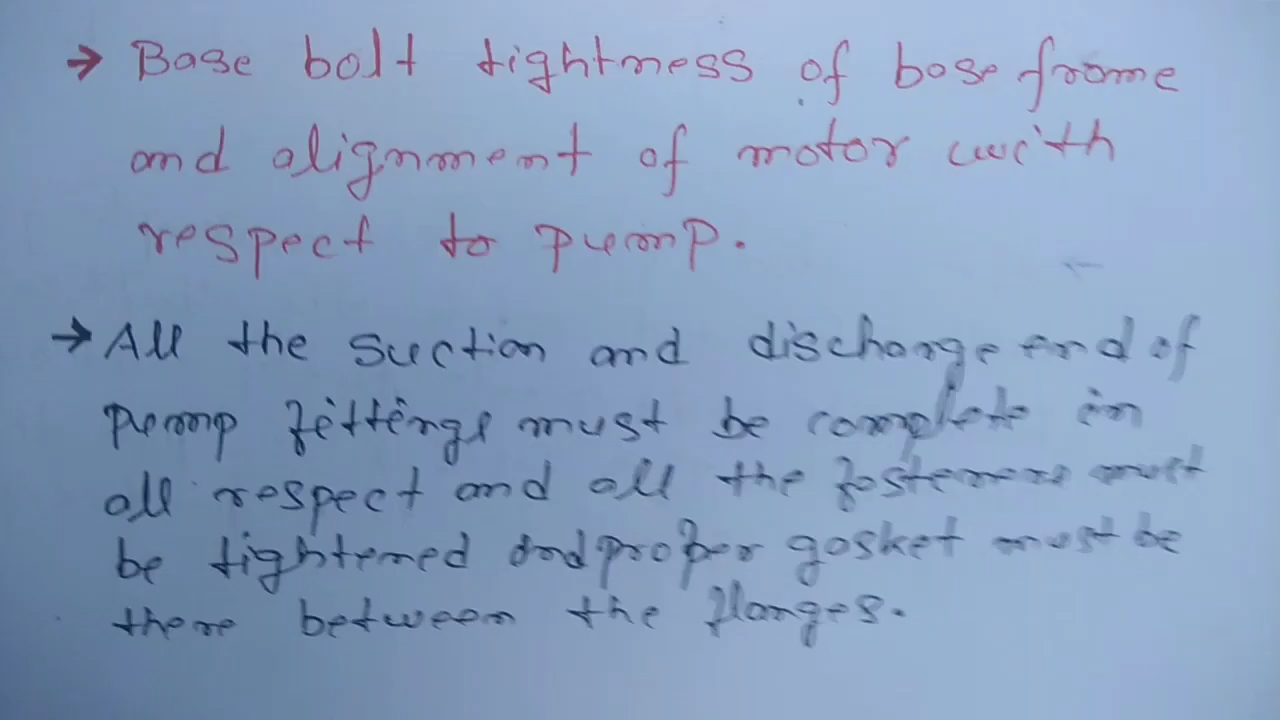 → Base bolt tightness of base frame
and alignment of motor with
respect to pump.
→ All the suction and discharge end of
pump fittings must be complete in
all respect and all the fasteners must
be tightened and proper gasket must be
there between the flanges.